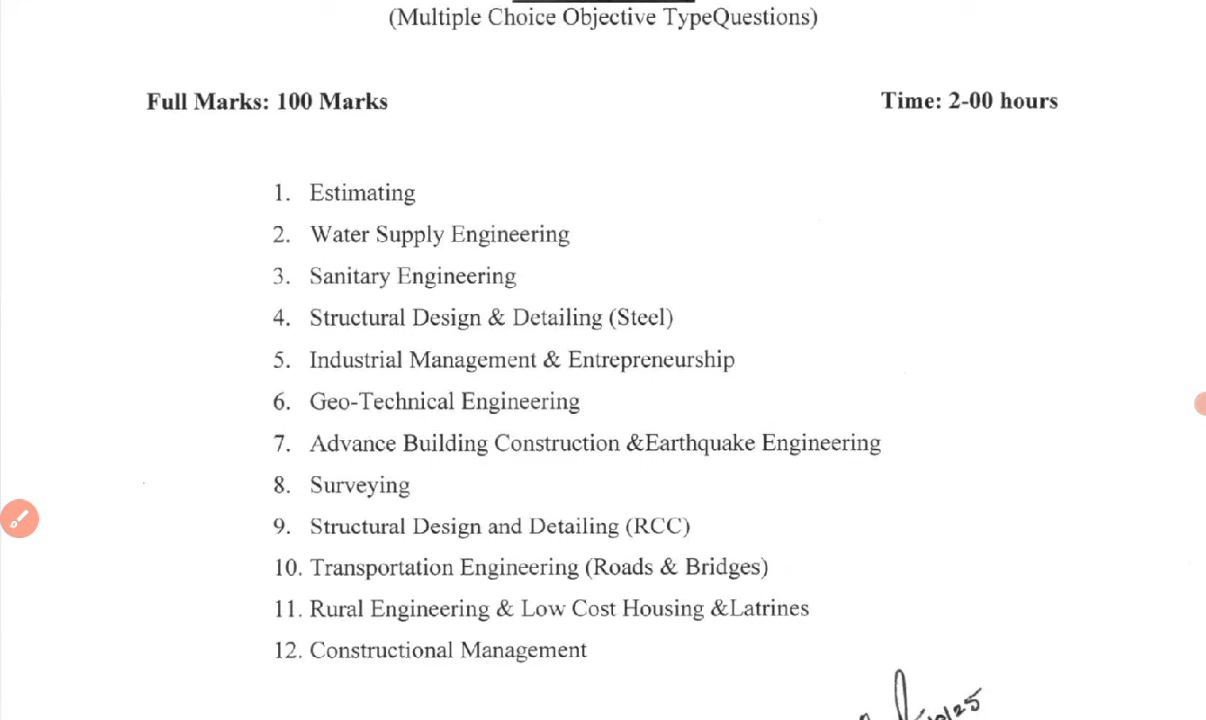 (Multiple Choice Objective TypeQuestions)
Full Marks: 100 Marks Time: 2-00 hours
1. Estimating
2. Water Supply Engineering
3. Sanitary Engineering
4. Structural Design & Detailing (Steel)
5. Industrial Management & Entrepreneurship
6. Geo-Technical Engineering
7. Advance Building Construction &Earthquake Engineering
8. Surveying
9. Structural Design and Detailing (RCC)
10. Transportation Engineering (Roads & Bridges)
11. Rural Engineering & Low Cost Housing &Latrines
12. Constructional Management